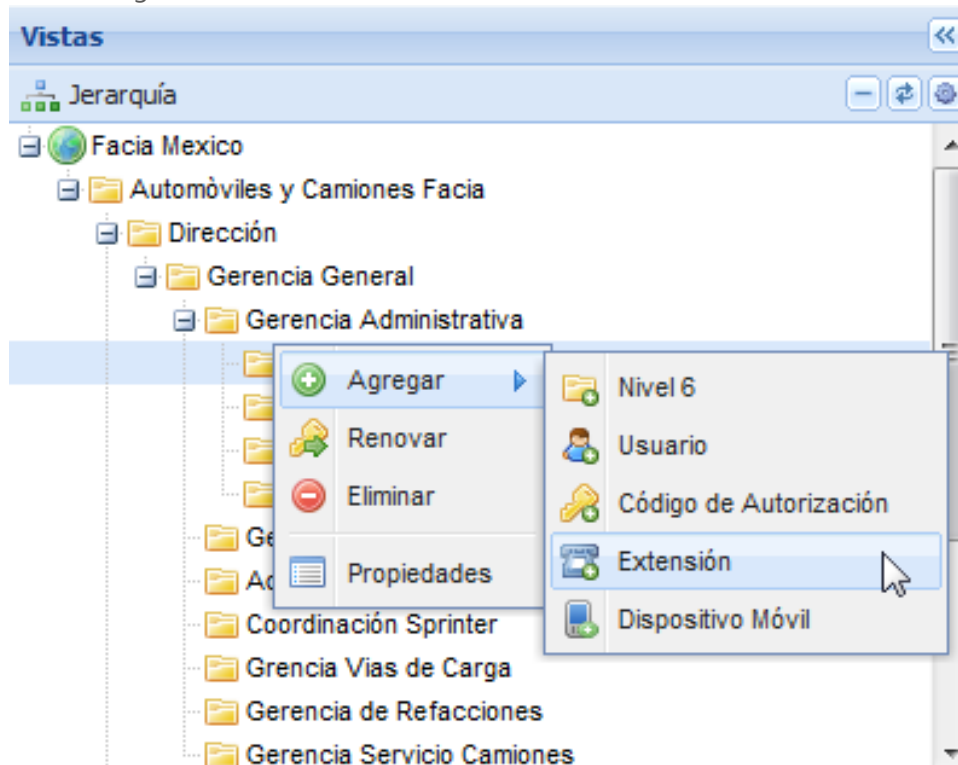 Vistas
Jerarquía
Facia Mexico
Automòviles y Camiones Facia
Dirección
Gerencia General
Gerencia Administrativa
Agregar
Renovar
Eliminar
Propiedades
Nivel 6
Usuario
Código de Autorización
Extensión
Dispositivo Móvil
Coordinación Sprinter
Grencia Vias de Carga
Gerencia de Refacciones
Gerencia Servicio Camiones